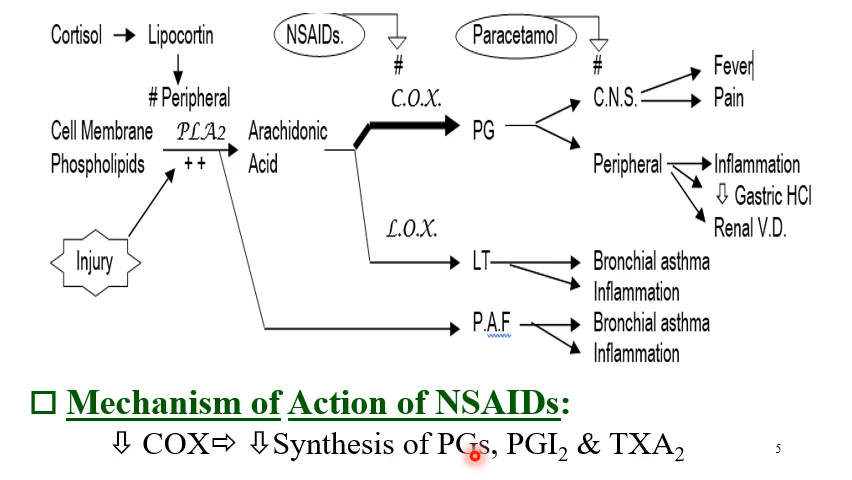 Cortisol → Lipocortin
NSAIDs.
Paracetamol
#
#
Fever
# Peripheral
C.O.X.
C.N.S.
Pain
Cell Membrane
PLA2
Arachidonic
PG
Phospholipids
++
Acid
Peripheral
Inflammation
⇩ Gastric HCl
L.O.X.
Renal V.D.
Injury
LT
Bronchial asthma
Inflammation
P.A.F
Bronchial asthma
Inflammation
□ Mechanism of Action of NSAIDs:
⇩ COX⇨ ⇩Synthesis of PGs, PGI2 & TXA2
5